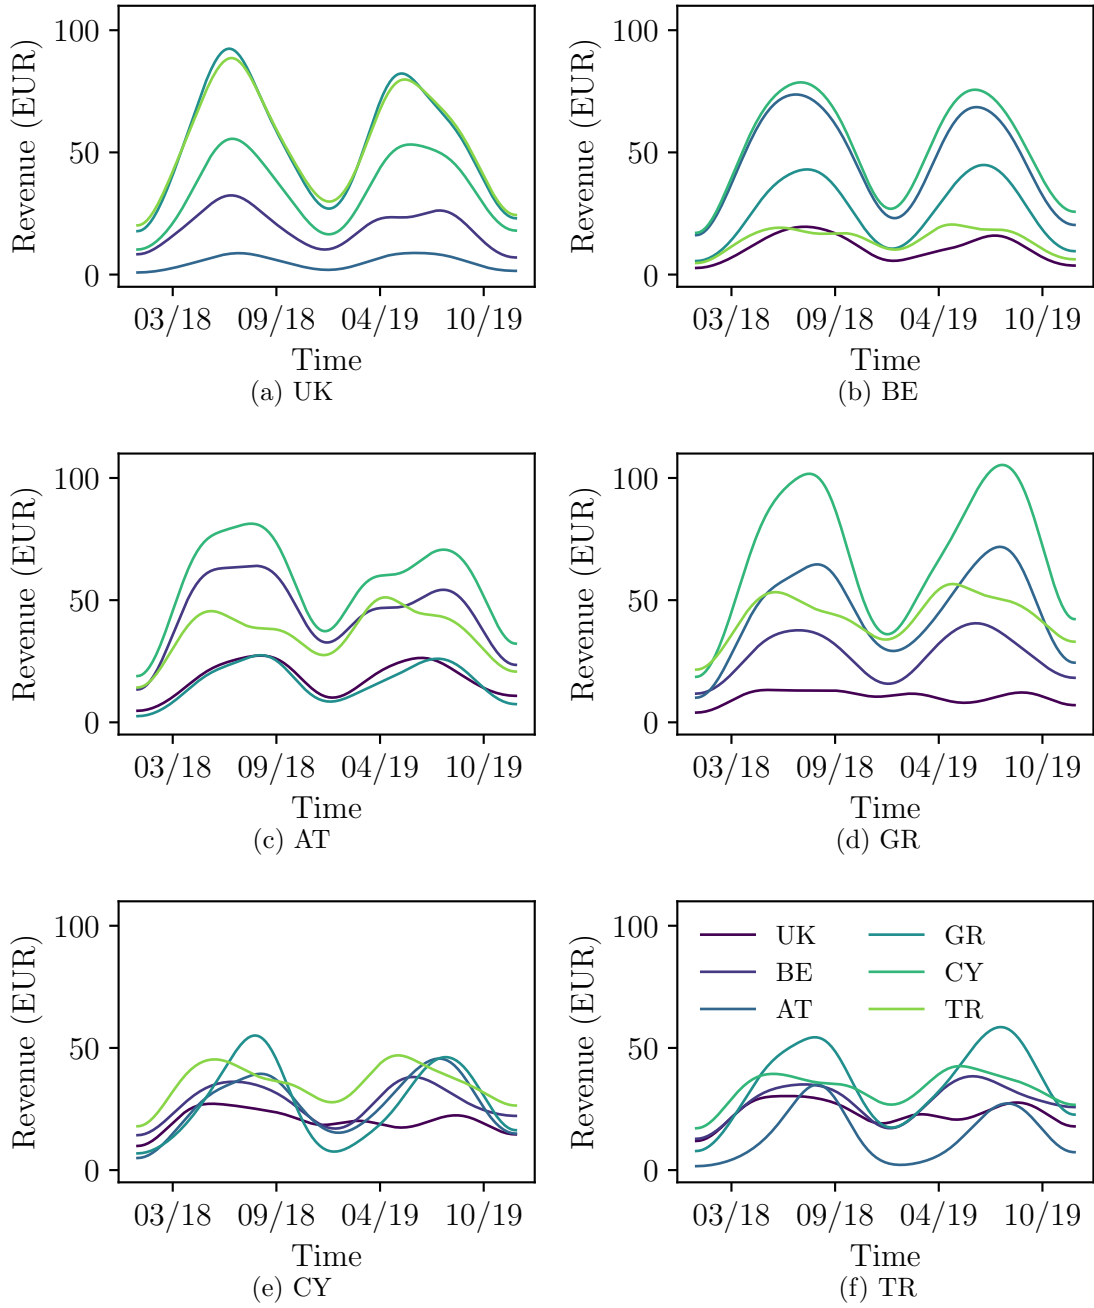 100
50
0
Revenue (EUR)
03/18 09/18 04/19 10/19
Time
(a) UK
100
50
0
Revenue (EUR)
03/18 09/18 04/19 10/19
Time
(b) BE
100
50
0
Revenue (EUR)
03/18 09/18 04/19 10/19
Time
(c) AT
100
50
0
Revenue (EUR)
03/18 09/18 04/19 10/19
Time
(d) GR
100
50
0
Revenue (EUR)
03/18 09/18 04/19 10/19
Time
(e) CY
100
50
0
Revenue (EUR)
UK
BE
AT
GR
CY
TR
03/18 09/18 04/19 10/19
Time
(f) TR